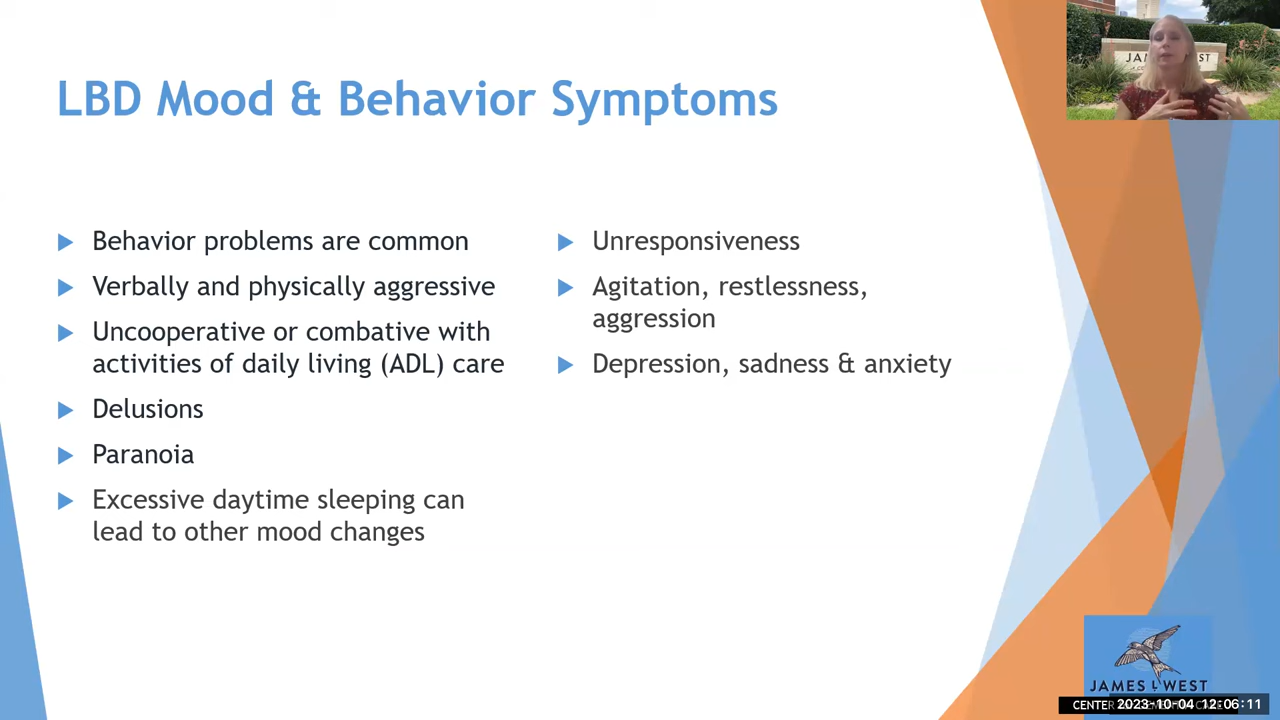 LBD Mood & Behavior Symptoms
Behavior problems are common
Verbally and physically aggressive
Uncooperative or combative with
activities of daily living (ADL) care
Delusions
Paranoia
Excessive daytime sleeping can
lead to other mood changes
Unresponsiveness
Agitation, restlessness,
aggression
Depression, sadness & anxiety
JAMES L WEST
CENTER
2023-10-04 12:06:11